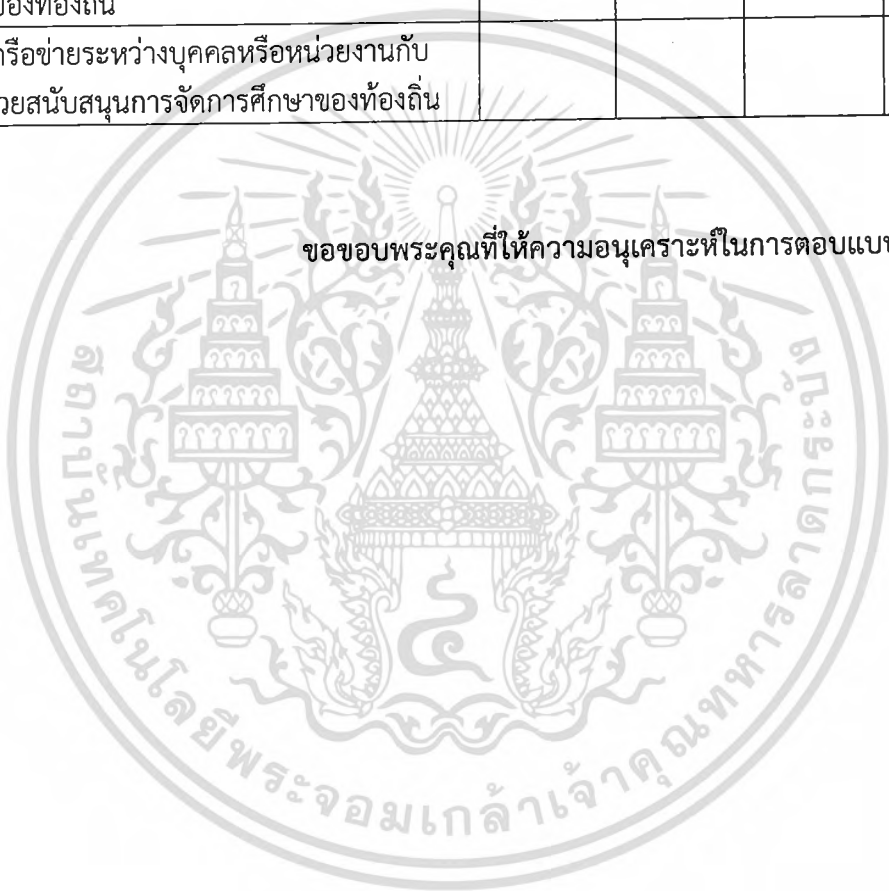 ของท้องถิ่น
ครือข่ายระหว่างบุคคลหรือหน่วยงานกับ
วยสนับสนุนการจัดการศึกษาของท้องถิ่น
ขอขอบพระคุณที่ให้ความอนุเคราะห์ในการตอบแบบ
สถาบันเทคโนโลยีพระจอมเกล้าเจ้าคุณทหารลาดกระบัง
๔